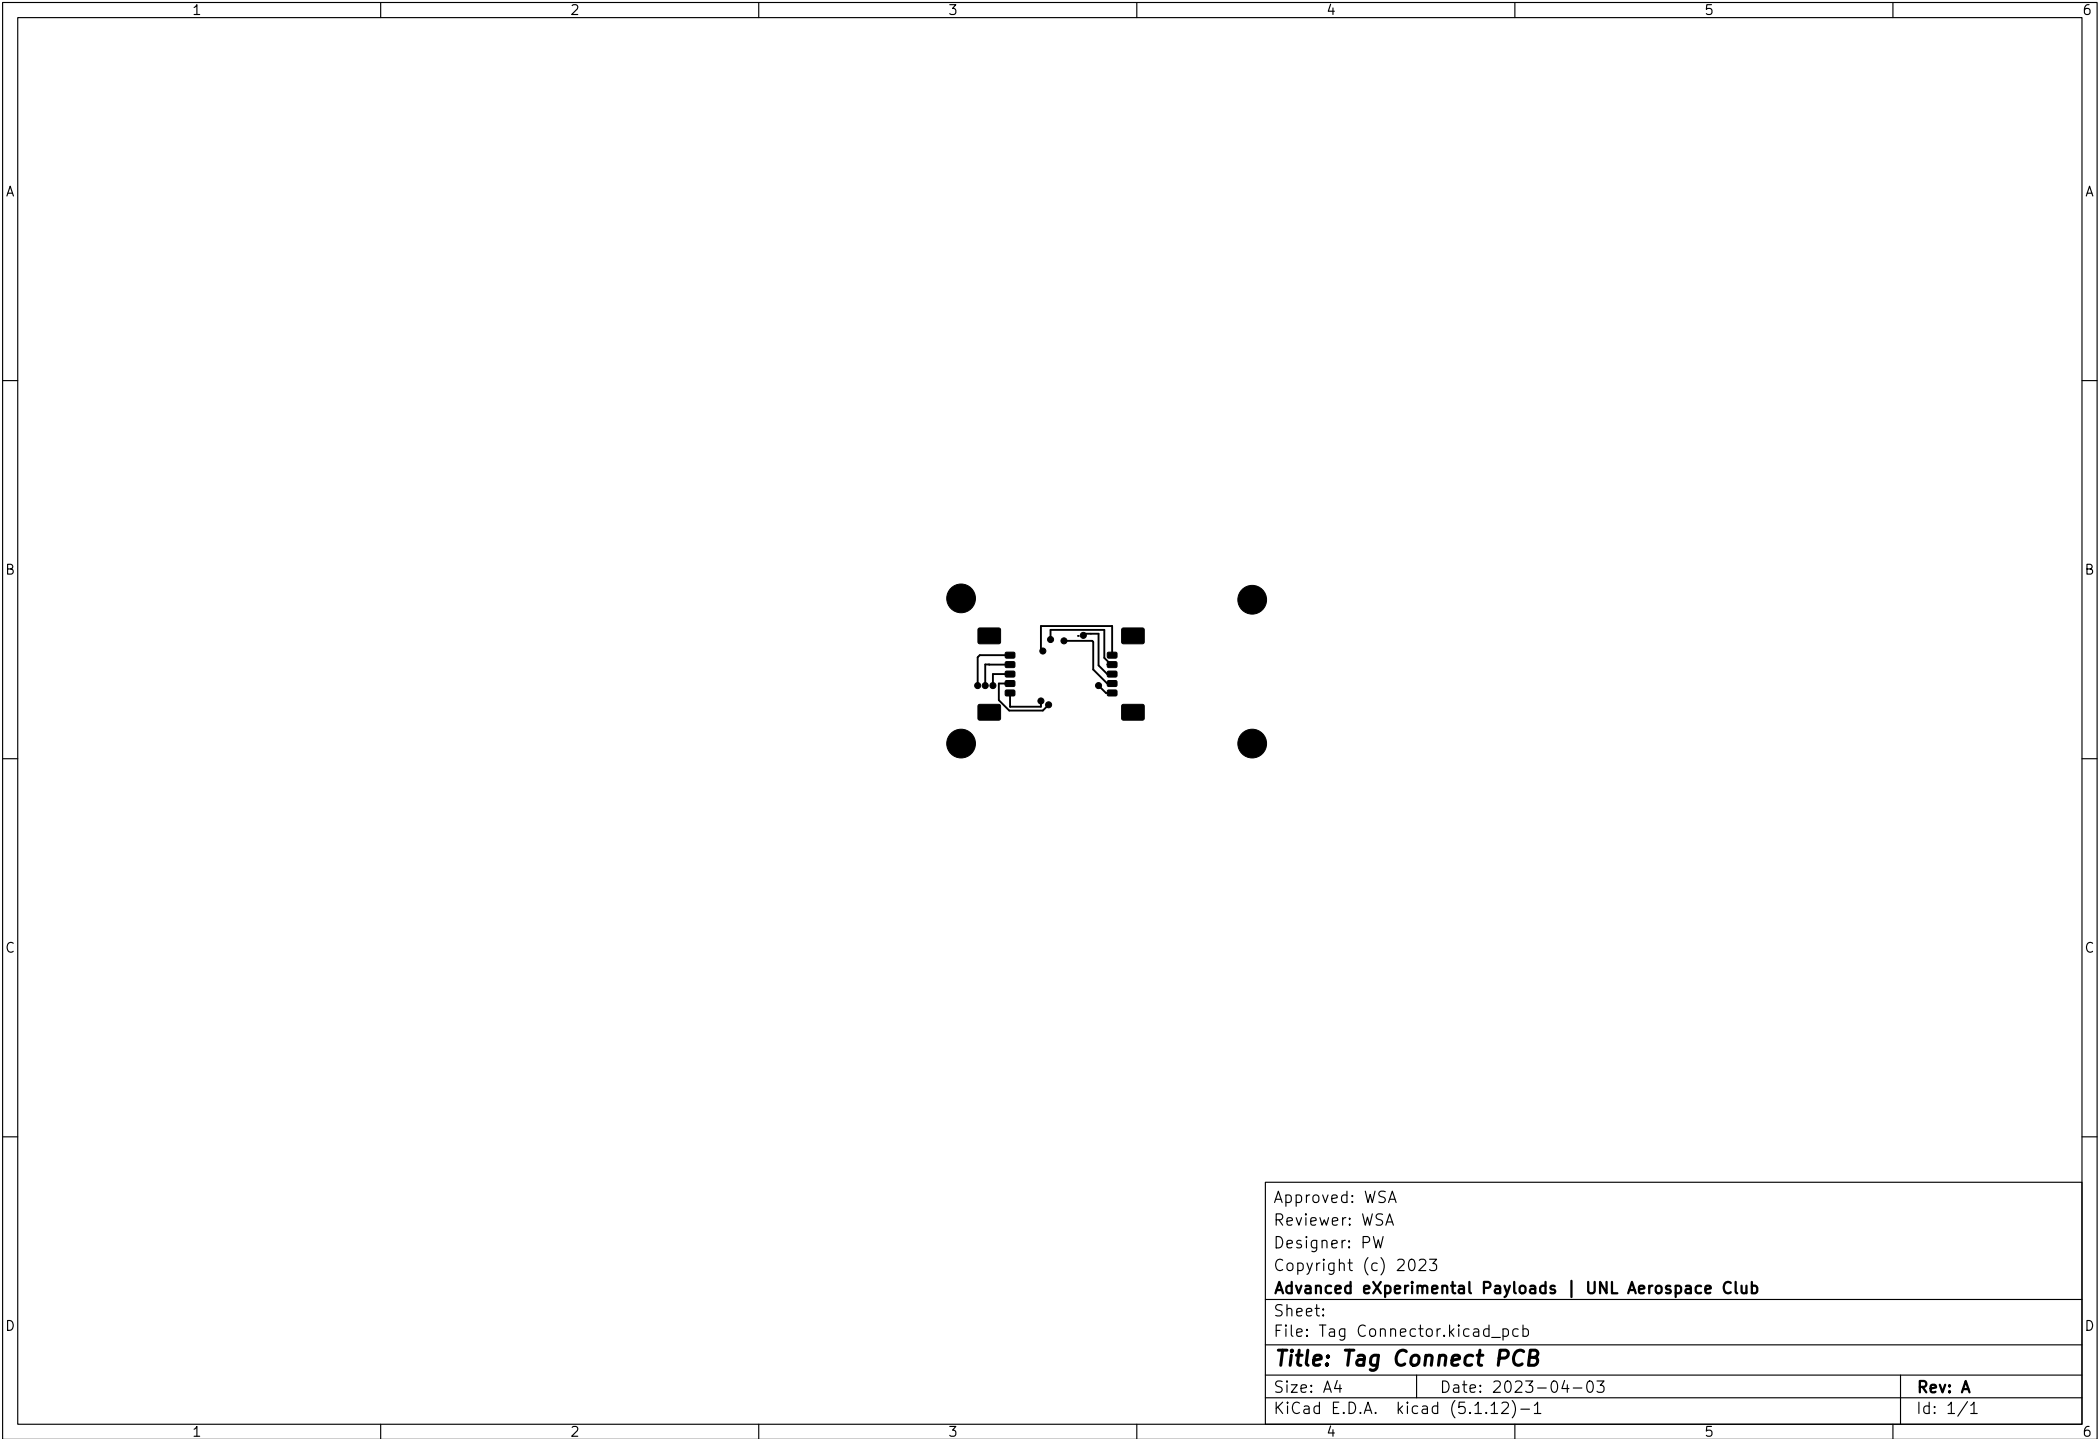 1 2 3 4 5 6
A A
B B
C C
Approved: WSA
Reviewer: WSA
Designer: PW
Copyright (c) 2023
Advanced eXperimental Payloads | UNL Aerospace Club
Sheet:
D D
File: Tag Connector.kicad_pcb
Title: Tag Connect PCB
Size: A4 Date: 2023-04-03 Rev: A
KiCad E.D.A. kicad (5.1.12)-1 Id: 1/1
1 2 3 4 5 6